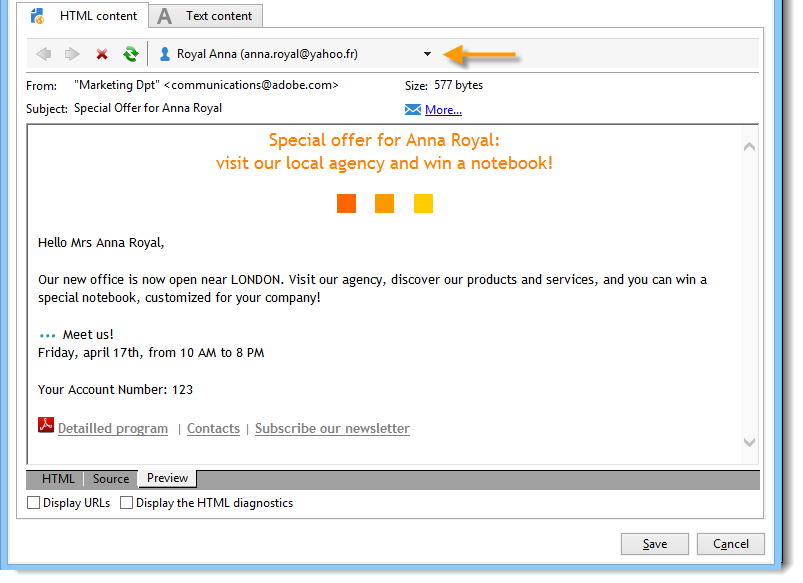 HTML content
A Text content
Royal Anna (anna.royal@yahoo.fr)
From: "Marketing Dpt" <communications@adobe.com> Size: 577 bytes
Subject: Special Offer for Anna Royal More...
Special offer for Anna Royal:
visit our local agency and win a notebook!
Hello Mrs Anna Royal,
Our new office is now open near LONDON. Visit our agency, discover our products and services, and you can win a
special notebook, customized for your company!
Meet us!
Friday, april 17th, from 10 AM to 8 PM
Your Account Number: 123
Detailled program | Contacts | Subscribe our newsletter
HTML Source Preview
Display URLs Display the HTML diagnostics
Save Cancel